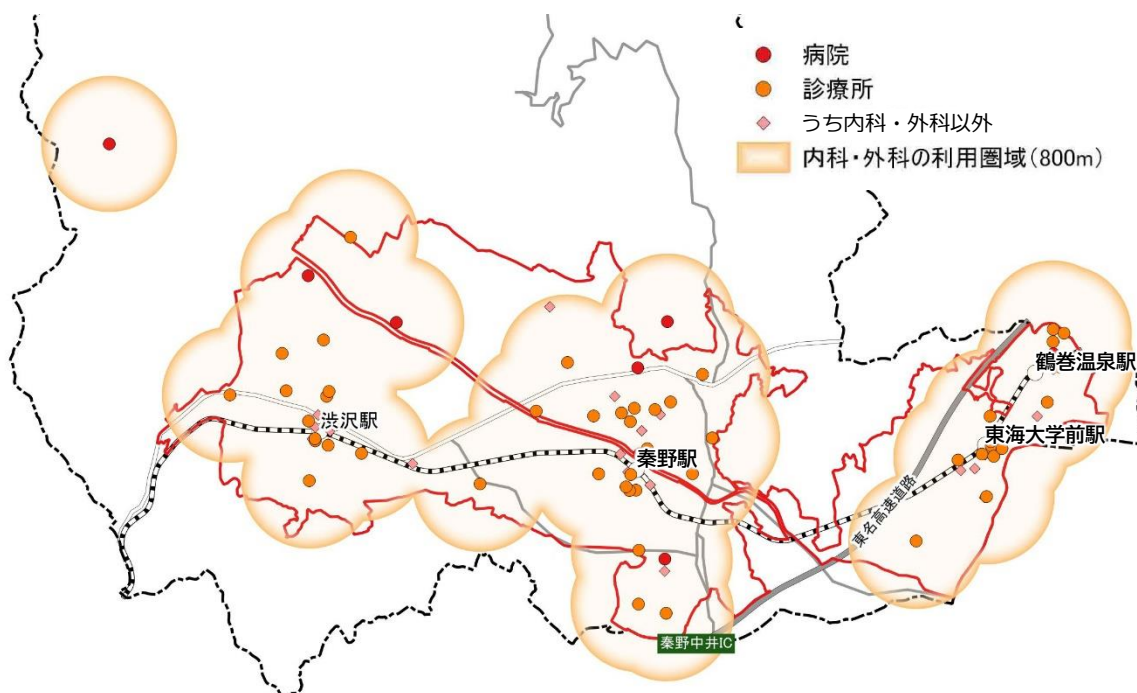 病院
診療所
うち内科・外科以外
内科・外科の利用圏域（800m）
鶴巻温泉駅
渋沢駅
東海大学前駅
秦野駅
東名高速道路
秦野中井IC